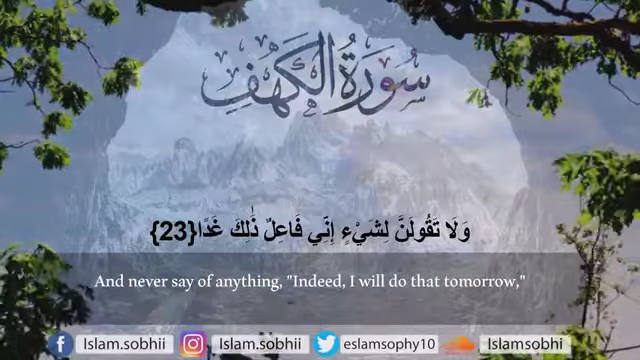 سُورَةُ الكَهْفِ
وَلَا تَقُولَنَّ لِشَيْءٍ إِنِّي فَاعِلٌ ذَٰلِكَ غَدًا{23}
And never say of anything, "Indeed, I will do that tomorrow,"
Islam.sobhii Islam.sobhii eslamsophy10 Islamsobhi